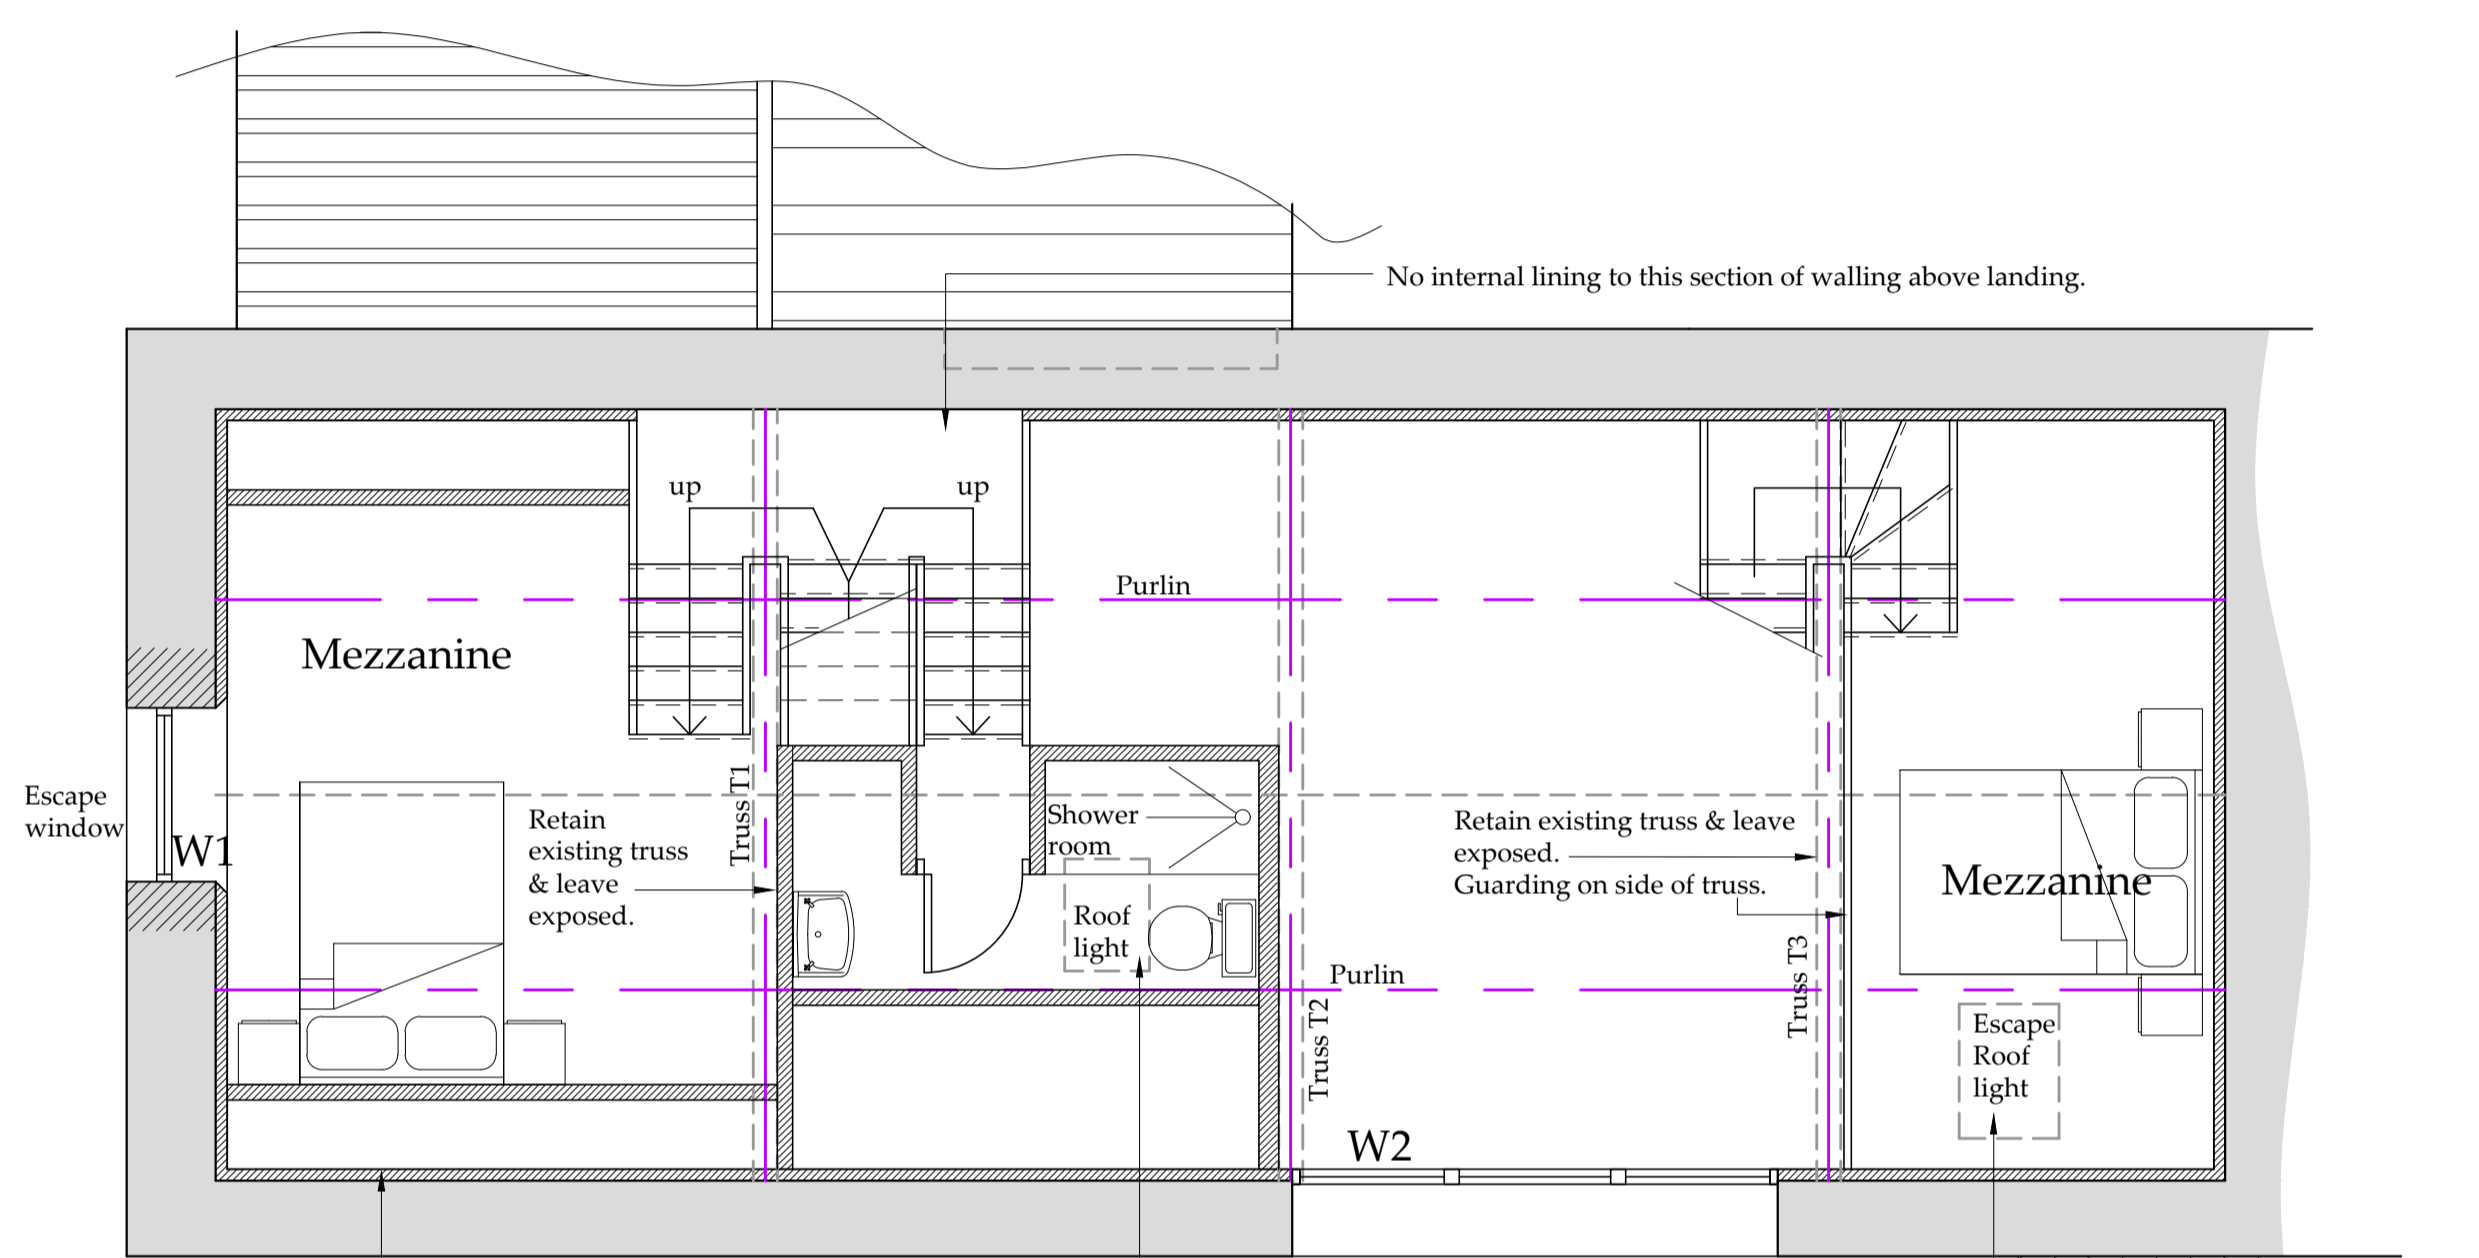 No internal lining to this section of walling above landing.
up
up
Purlin
Mezzanine
Escape
window
W1
Retain
existing truss
& leave
exposed.
Truss T1
Shower
room
Roof
light
Retain existing truss & leave
exposed.
Guarding on side of truss.
Mezzanine
Purlin
Truss T2
Truss T3
Escape
Roof
light
W2